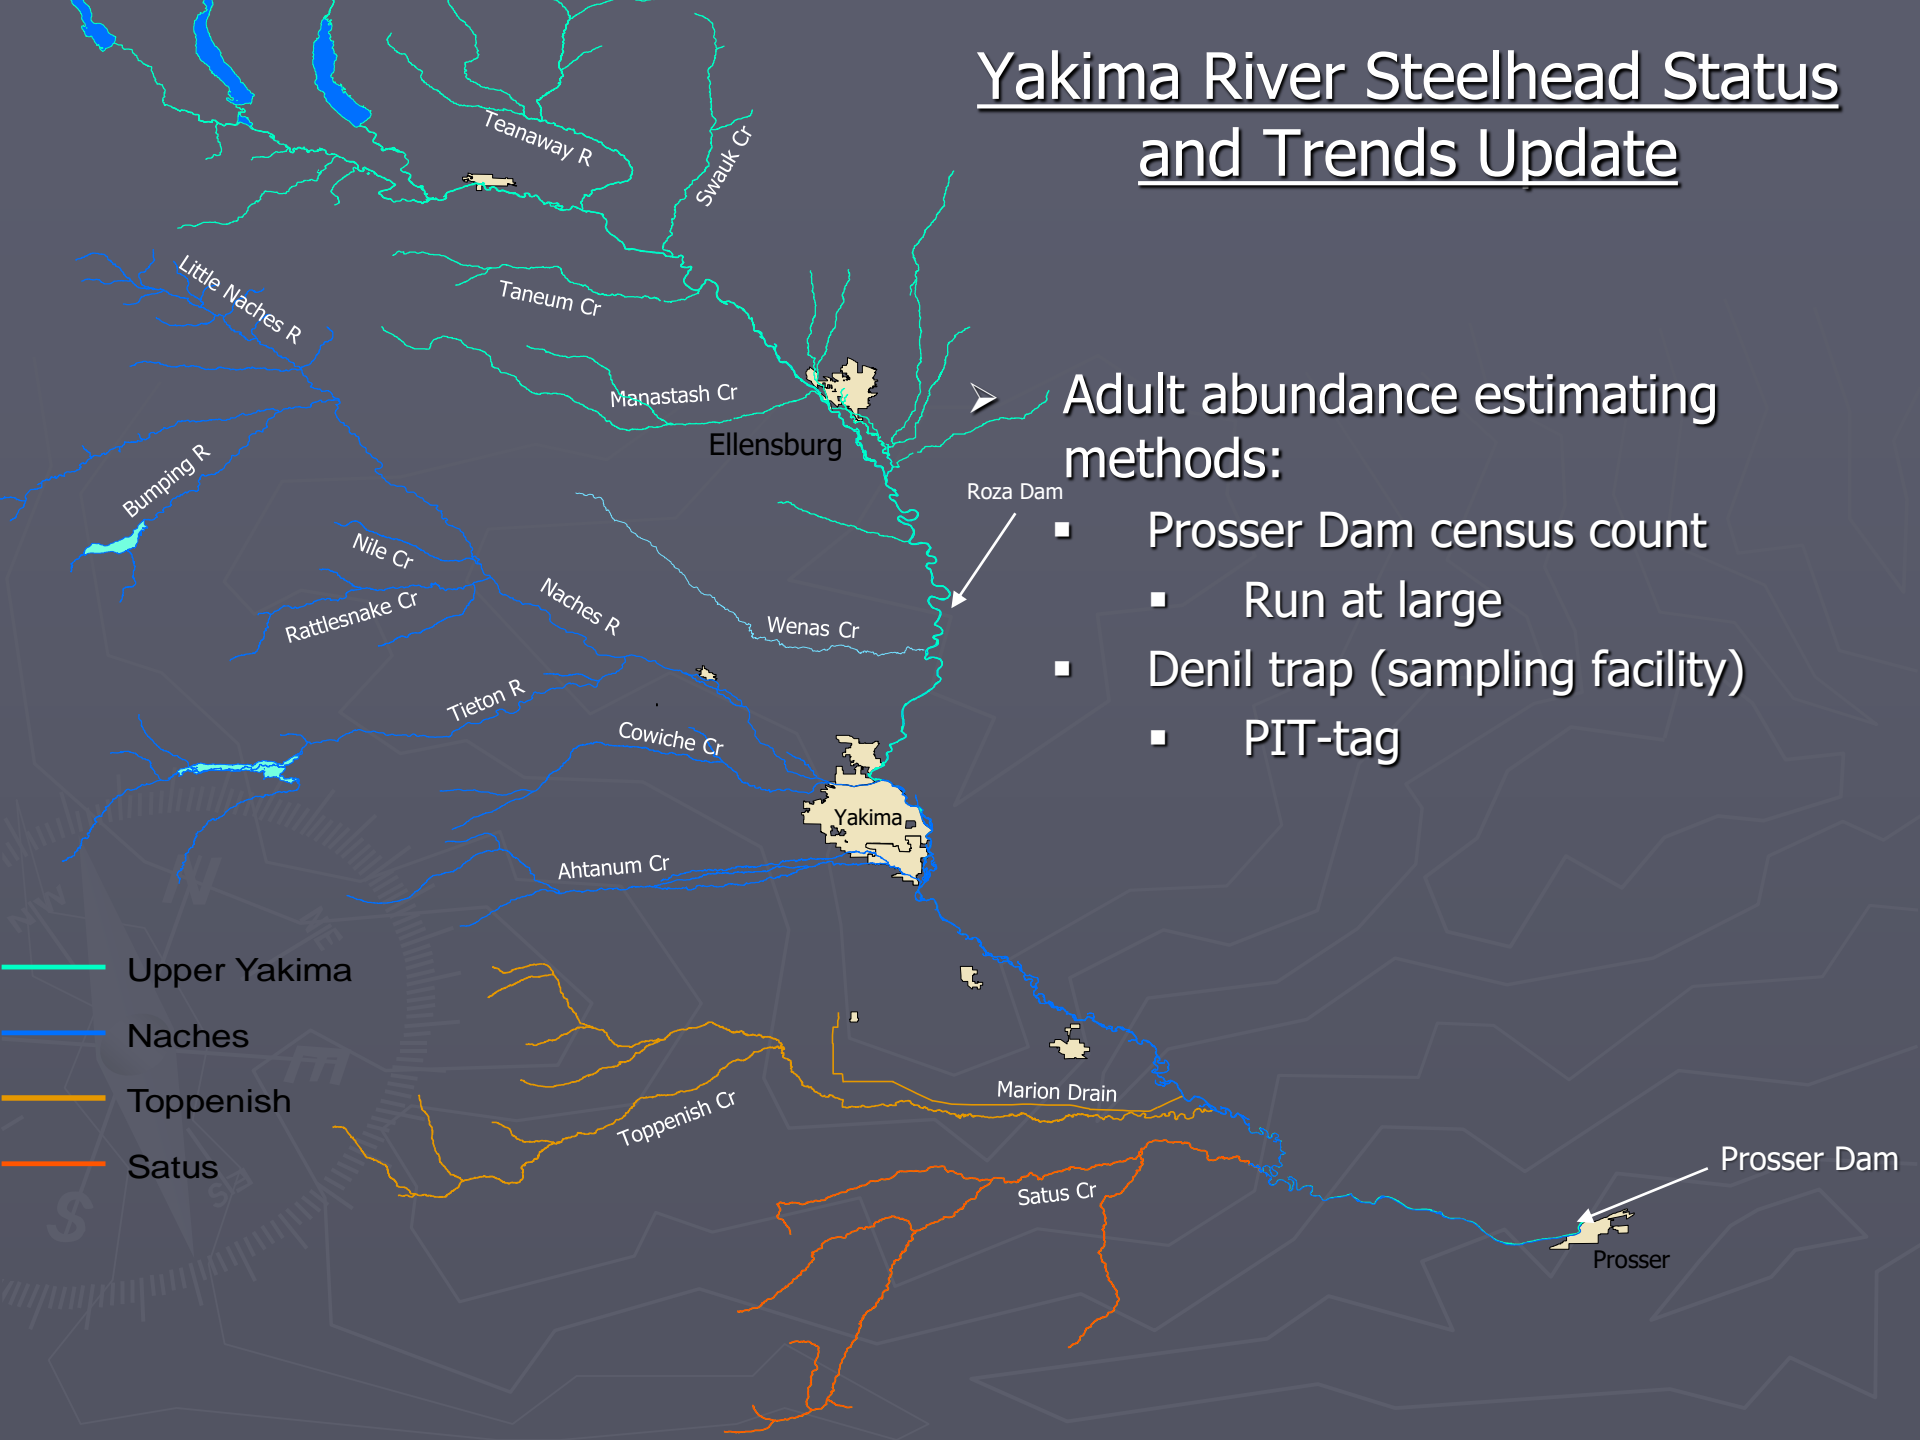 Yakima River Steelhead Status
and Trends Update
Teanaway R
Swauk Cr
Little Naches R
Taneum Cr
Manastash Cr
Ellensburg
➢ Adult abundance estimating
methods:
Bumping R
Roza Dam
▪ Prosser Dam census count
Nile Cr
Naches R
▪ Run at large
Rattlesnake Cr
Wenas Cr
▪ Denil trap (sampling facility)
Tieton R
Cowiche Cr
▪ PIT-tag
Yakima
Ahtanum Cr
N
NW
NE
Upper Yakima
Naches
E
Toppenish
Marion Drain
Toppenish Cr
Satus
Satus Cr
Prosser Dam
S
SE
Prosser